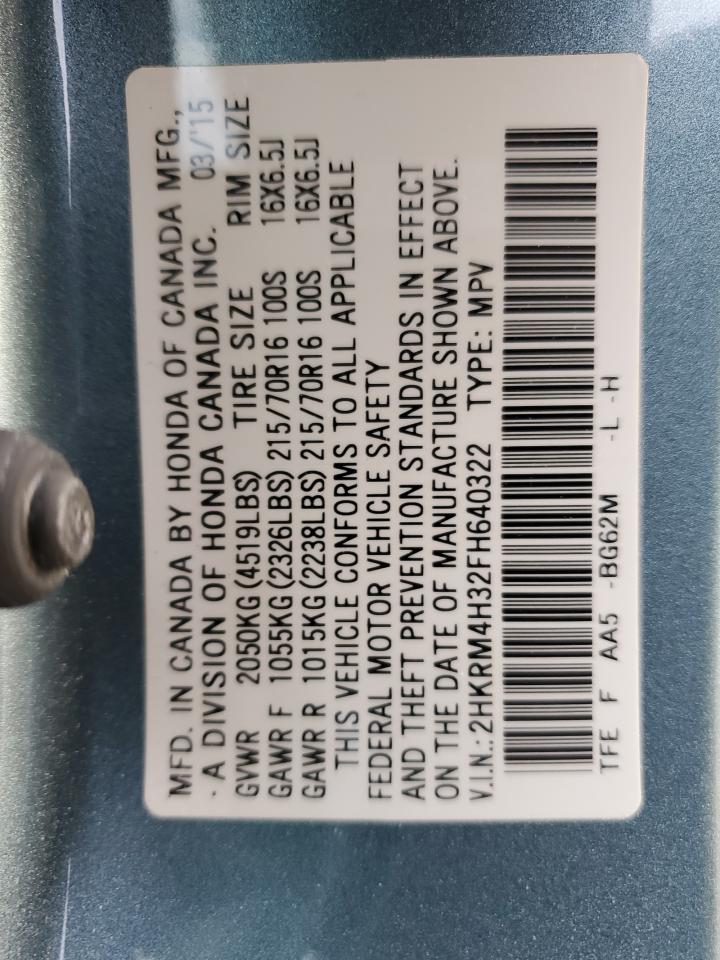 MFD. IN CANADA BY HONDA OF CANADA MFG.,
. A DIVISION OF HONDA CANADA INC. 03/'15
GVWR 2050KG (4519LBS) TIRE SIZE RIM SIZE
GAWR F 1055KG (2326LBS) 215/70R16 100S 16X6.5J
GAWR R 1015KG (2238LBS) 215/70R16 100S 16X6.5J
THIS VEHICLE CONFORMS TO ALL APPLICABLE
FEDERAL MOTOR VEHICLE SAFETY
AND THEFT PREVENTION STANDARDS IN EFFECT
ON THE DATE OF MANUFACTURE SHOWN ABOVE.
V.I.N.: 2HKRM4H32FH640322 TYPE: MPV
TFE F AA5 -BG62M -L -H